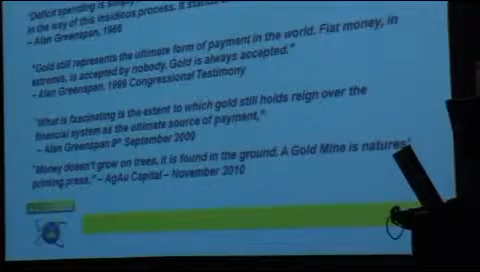 "Deficit spending is simply
in the way of this insidious process. It stands
– Alan Greenspan, 1966
"Gold still represents the ultimate form of payment in the world. Fiat money, in
extremis, is accepted by nobody. Gold is always accepted."
– Alan Greenspan, 1999 Congressional Testimony
"What is fascinating is the extent to which gold still holds reign over the
financial system as the ultimate source of payment,"
– Alan Greenspan 9th September 2009
"Money doesn't grow on trees, it is found in the ground. A Gold Mine is natures'
printing press." – AgAu Capital – November 2010